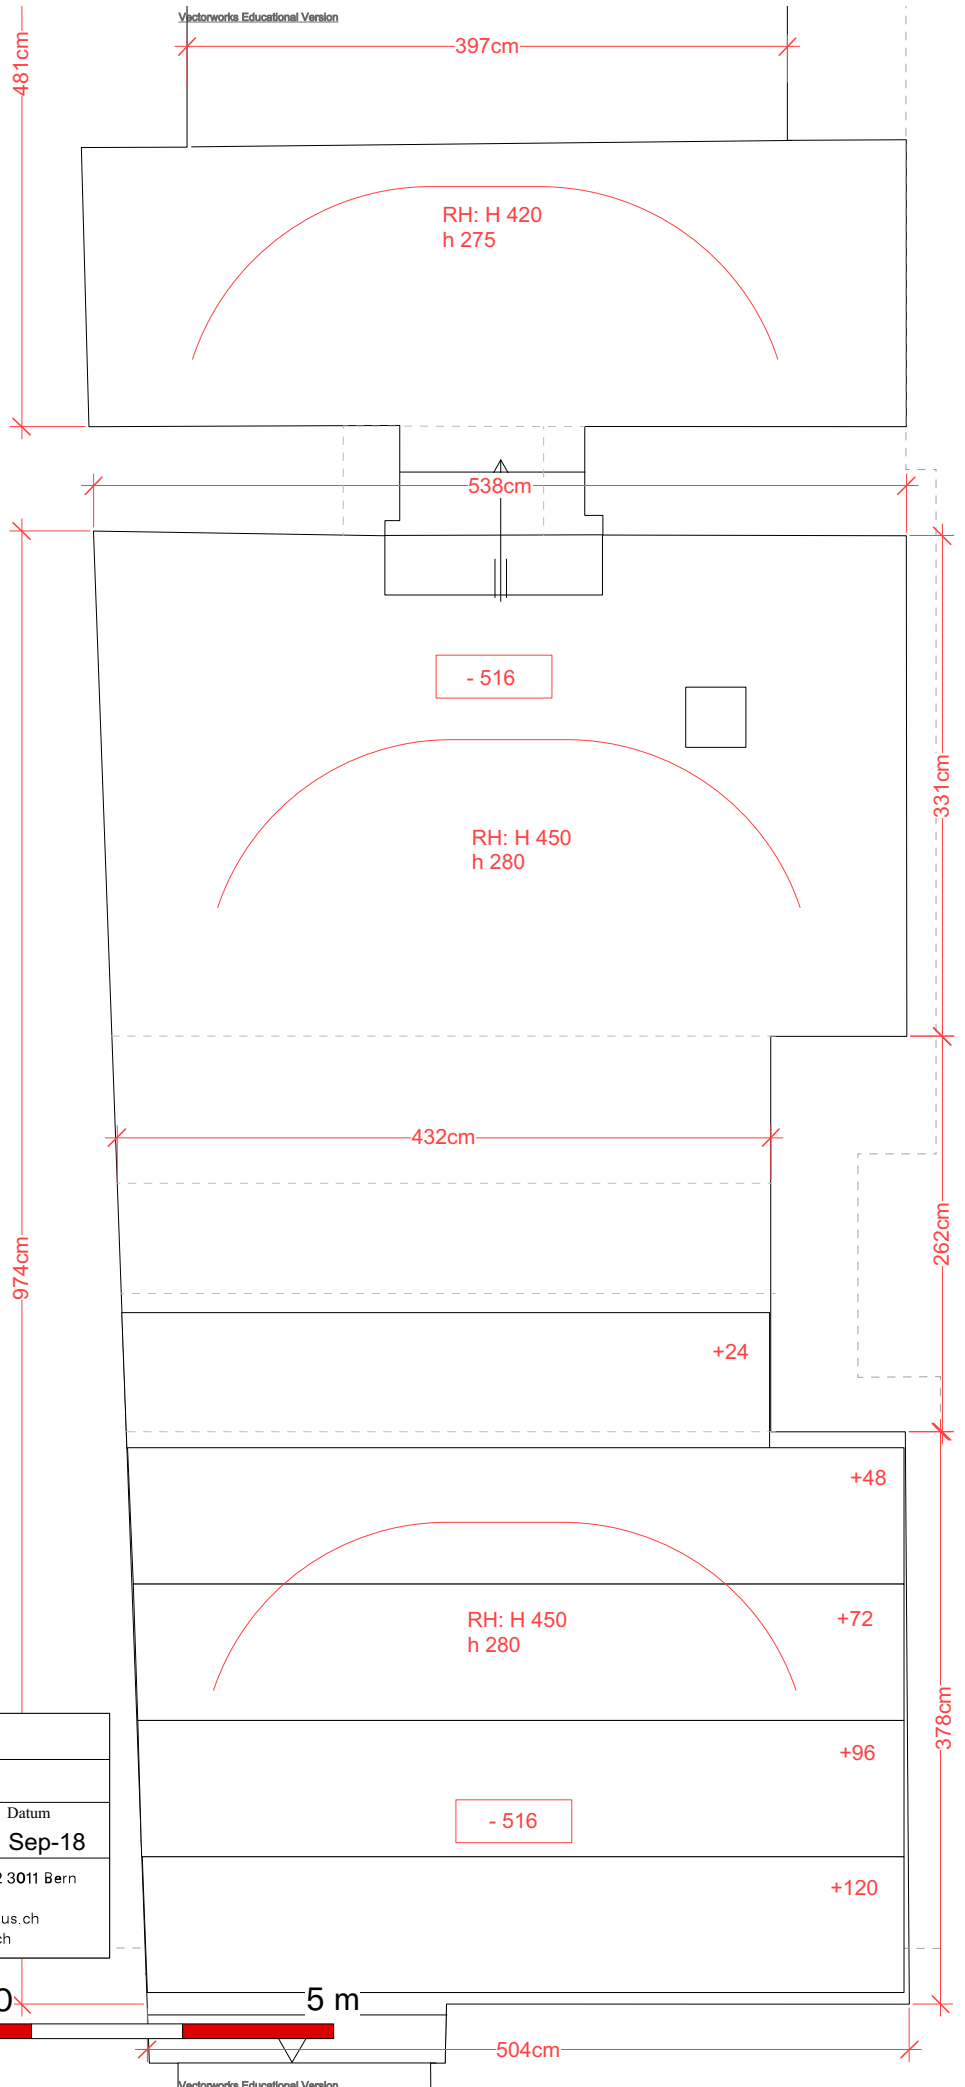 Vectorworks Educational Version
481cm
397cm
RH: H 420
h 275
538cm
- 516
331cm
RH: H 450
h 280
432cm
974cm
262cm
+24
+48
RH: H 450
h 280
+72
378cm
+96
- 516
Datum
Sep-18
2 3011 Bern
+120
us.ch
ch
0
5 m
504cm
Vectorworks Educational Version